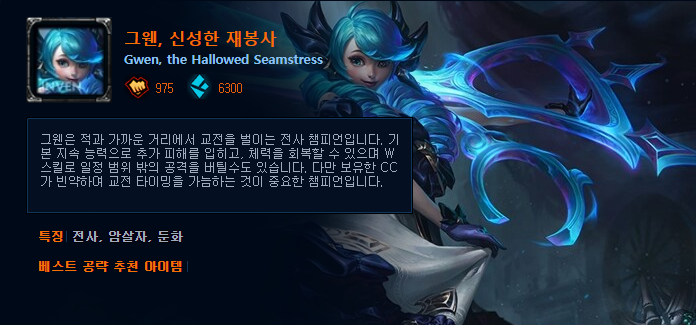 그웬, 신성한 재봉사
Gwen, the Hallowed Seamstress
975 6300
INVEN
그웬은 적과 가까운 거리에서 교전을 벌이는 전사 챔피언입니다. 기
본 지속 능력으로 추가 피해를 입히고, 체력을 회복할 수 있으며 W
스킬로 일정 범위 밖의 공격을 버틸수도 있습니다. 다만 보유한 CC
가 빈약하며 교전 타이밍을 가늠하는 것이 중요한 챔피언입니다.
특징| 전사, 암살자, 둔화
베스트 공략 추천 아이템|